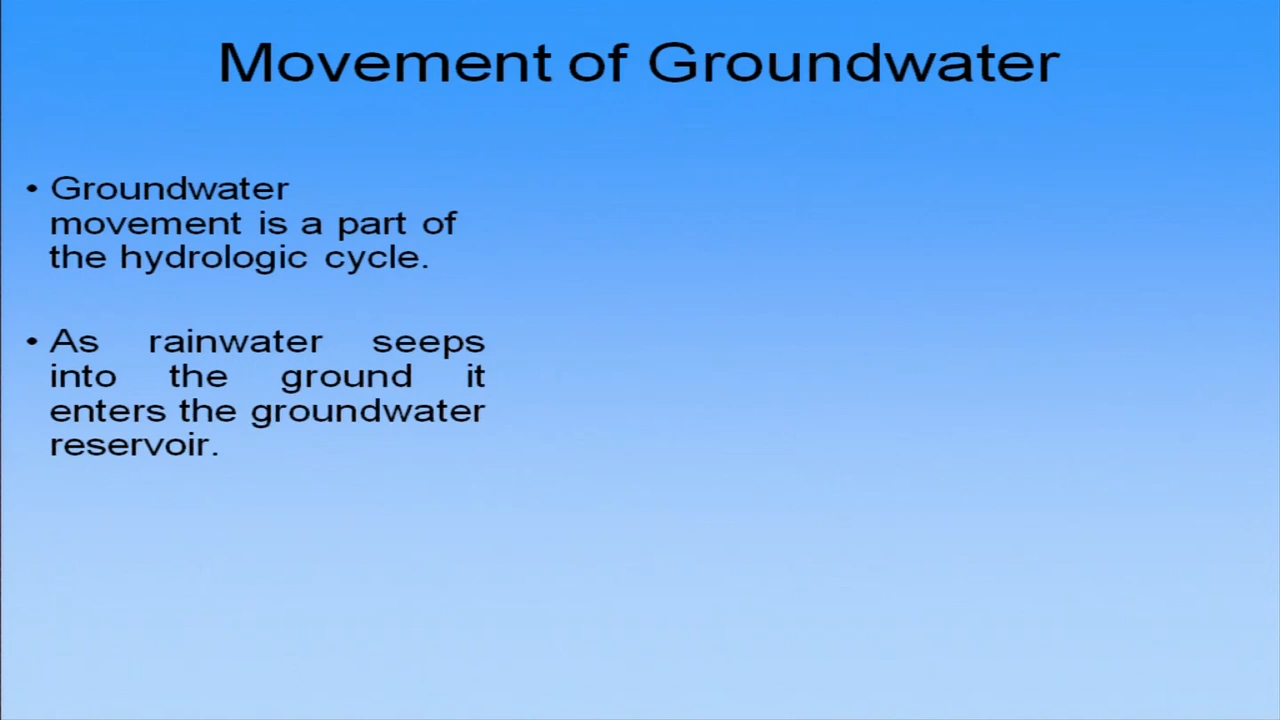 Movement of Groundwater
• Groundwater
movement is a part of
the hydrologic cycle.
• As rainwater seeps
into the ground it
enters the groundwater
reservoir.